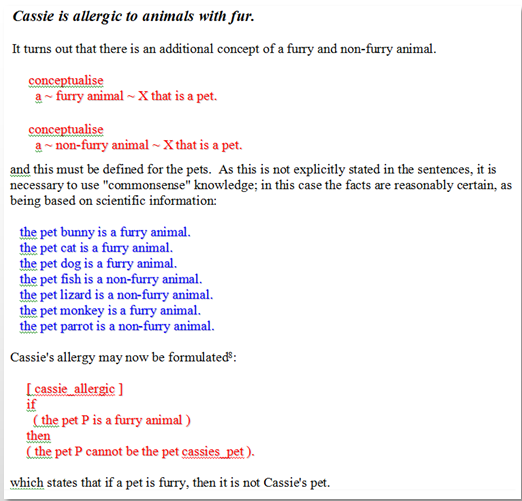 Cassie is allergic to animals with fur.
It turns out that there is an additional concept of a furry and non-furry animal.
conceptualise
a ~ furry animal ~ X that is a pet.
conceptualise
a ~ non-furry animal ~ X that is a pet.
and this must be defined for the pets. As this is not explicitly stated in the sentences, it is
necessary to use "commonsense" knowledge; in this case the facts are reasonably certain, as
being based on scientific information:
the pet bunny is a furry animal.
the pet cat is a furry animal.
the pet dog is a furry animal.
the pet fish is a non-furry animal.
the pet lizard is a non-furry animal.
the pet monkey is a furry animal.
the pet parrot is a non-furry animal.
Cassie's allergy may now be formulated⁸:
[ cassie_allergic ]
if
( the pet P is a furry animal )
then
( the pet P cannot be the pet cassies_pet ).
which states that if a pet is furry, then it is not Cassie's pet.